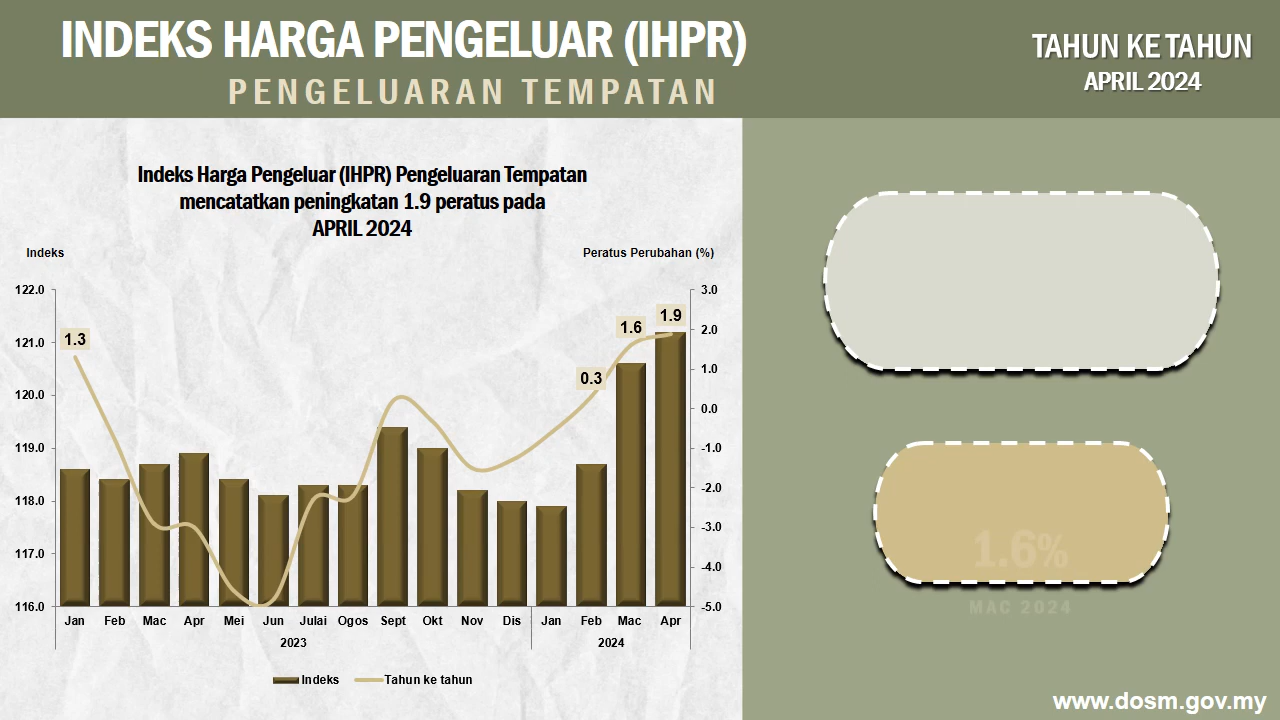 INDEKS HARGA PENGELUAR (IHPR)
PENGELUARAN TEMPATAN
TAHUN KE TAHUN
APRIL 2024
Indeks Harga Pengeluar (IHPR) Pengeluaran Tempatan
mencatatkan peningkatan 1.9 peratus pada
APRIL 2024
Indeks
Peratus Perubahan (%)
122.0
121.0
120.0
119.0
118.0
117.0
116.0
3.0
2.0
1.0
0.0
-1.0
-2.0
-3.0
-4.0
-5.0
1.3
0.3
1.6
1.9
Jan Feb Mac Apr Mei Jun Julai Ogos Sept Okt Nov Dis Jan Feb Mac Apr
2023 2024
Indeks Tahun ke tahun
1.6%
MAC 2024
www.dosm.gov.my